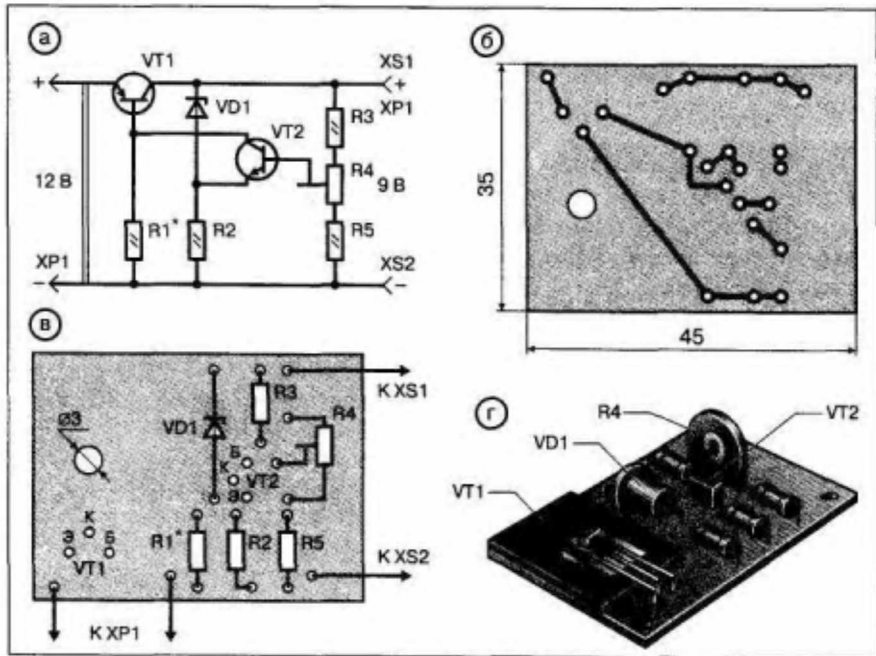 а
VT1
XS1
+
+
VD1
VT2
R3
XP1
12 В
R4
9 В
R1*
R2
R5
XP1
XS2
−
−
б
35
45
в
Ø3
К XS1
R3
VD1
R4
Б
К
VT2
Э
К
Э
Б
VT1
R1*
R2
R5
К XS2
К XP1
г
R4
VT2
VD1
VT1